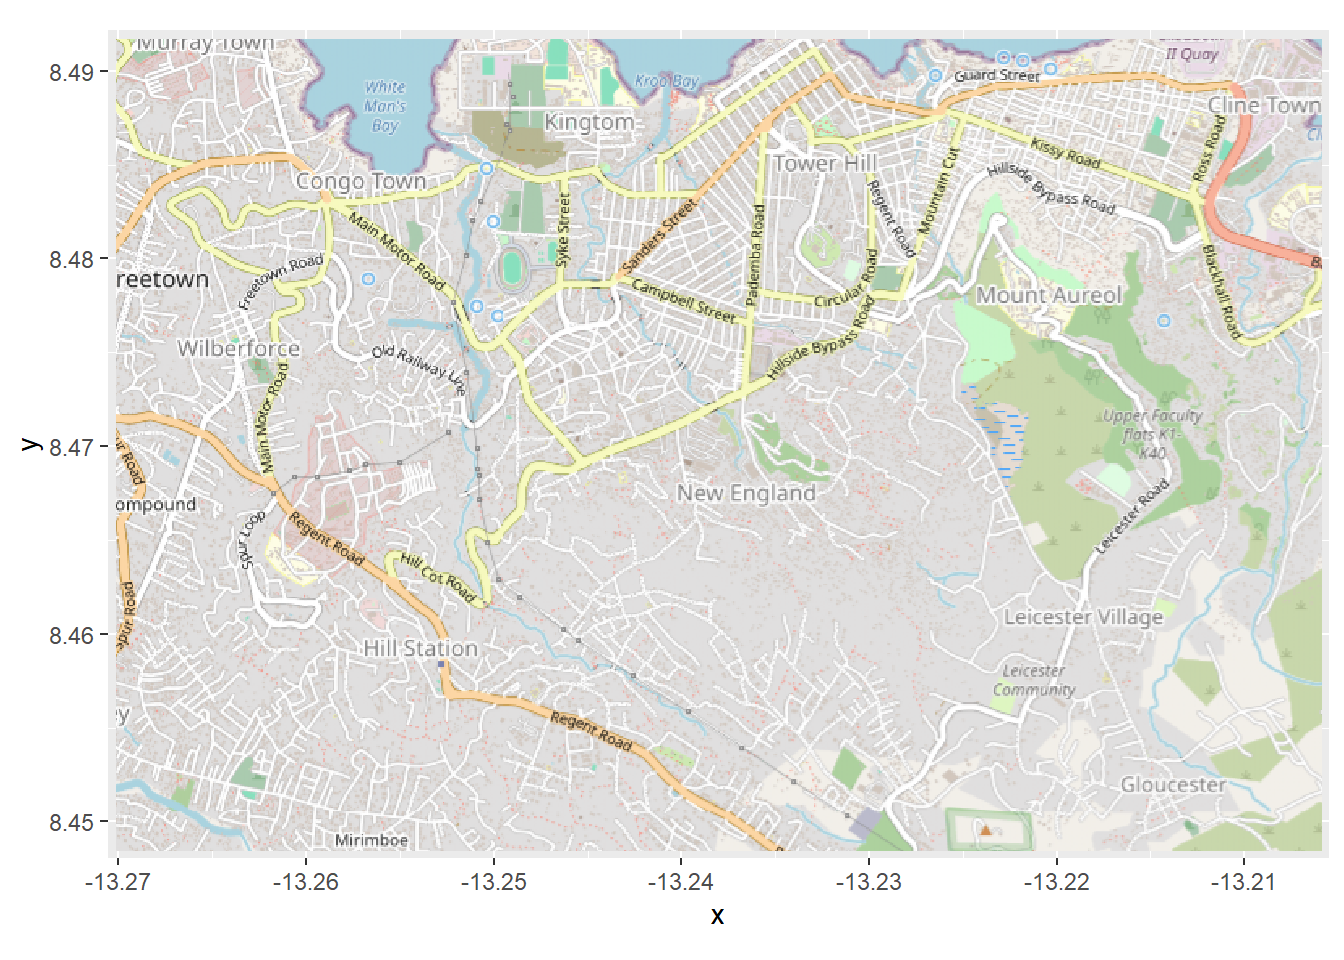 Murray Town
II Quay
Guard Street
Kroo Bay
White
Man's
Bay
Cline Town
Kingtom
Ross Road
Kissy Road
Tower Hill
Mountain Cut
Hillside Bypass Road
Congo Town
Regent Road
Main Motor Road
Syke Street
Sanders Street
Pademba Road
Freetown Road
reetown
Circular Road
Blackhall Road
Campbell Street
Mount Aureol
Hillside Bypass Road
Wilberforce
Old Railway Line
Main Motor Road
Upper Faculty
flats K1-
K40
ur Road
New England
ompound
Leicester Road
Spur Loop
Regent Road
Hill Cot Road
Spur Road
Leicester Village
Hill Station
Leicester
Community
ey
Regent Road
Gloucester
Mirimboe
8.49
8.48
8.47
8.46
8.45
y
-13.27
-13.26
-13.25
-13.24
-13.23
-13.22
-13.21
x